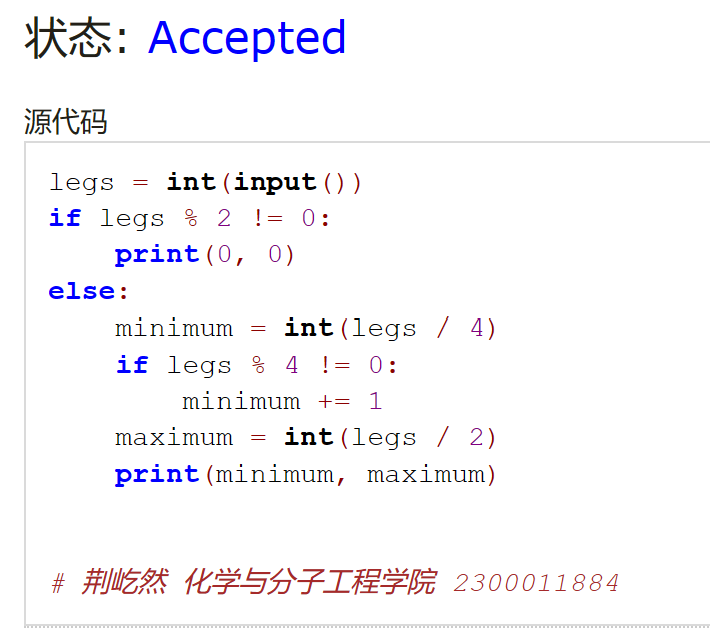 状态: Accepted
源代码
legs = int(input())
if legs % 2 != 0:
    print(0, 0)
else:
    minimum = int(legs / 4)
    if legs % 4 != 0:
        minimum += 1
    maximum = int(legs / 2)
    print(minimum, maximum)
# 荆屹然 化学与分子工程学院 2300011884